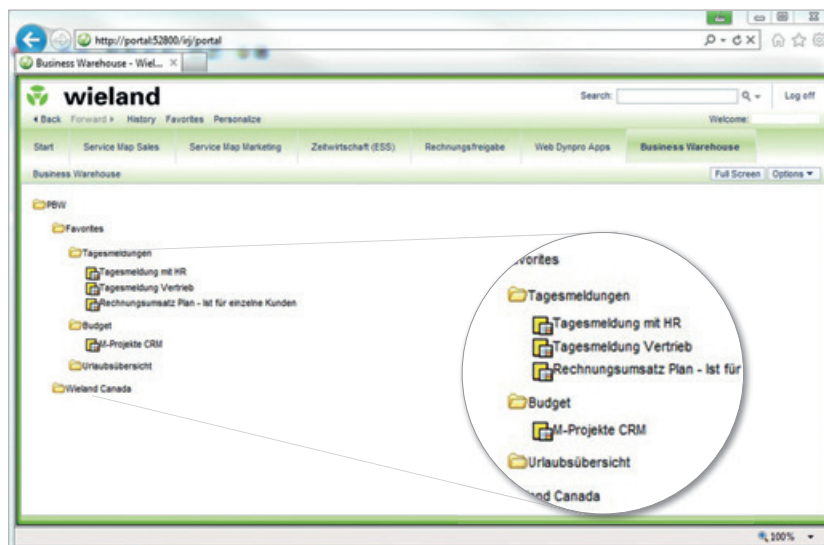 http://portal:52800/irj/portal
Business Warehouse - Wiel...
wieland
Search:
Log off
Back Forward History Favorites Personalize
Welcome:
Start Service Map Sales Service Map Marketing Zeitwirtschaft (ESS) Rechnungsfreigabe Web Dynpro Apps Business Warehouse
Business Warehouse
Full Screen Options
PBW
Favorites
Tagesmeldungen
Tagesmeldung mit HR
Tagesmeldung Vertrieb
Rechnungsumsatz Plan - Ist für einzelne Kunden
Budget
M-Projekte CRM
Urlaubsübersicht
Wieland Canada
vorites
Tagesmeldungen
Tagesmeldung mit HR
Tagesmeldung Vertrieb
Rechnungsumsatz Plan - Ist für
Budget
M-Projekte CRM
Urlaubsübersicht
and Canada
100%